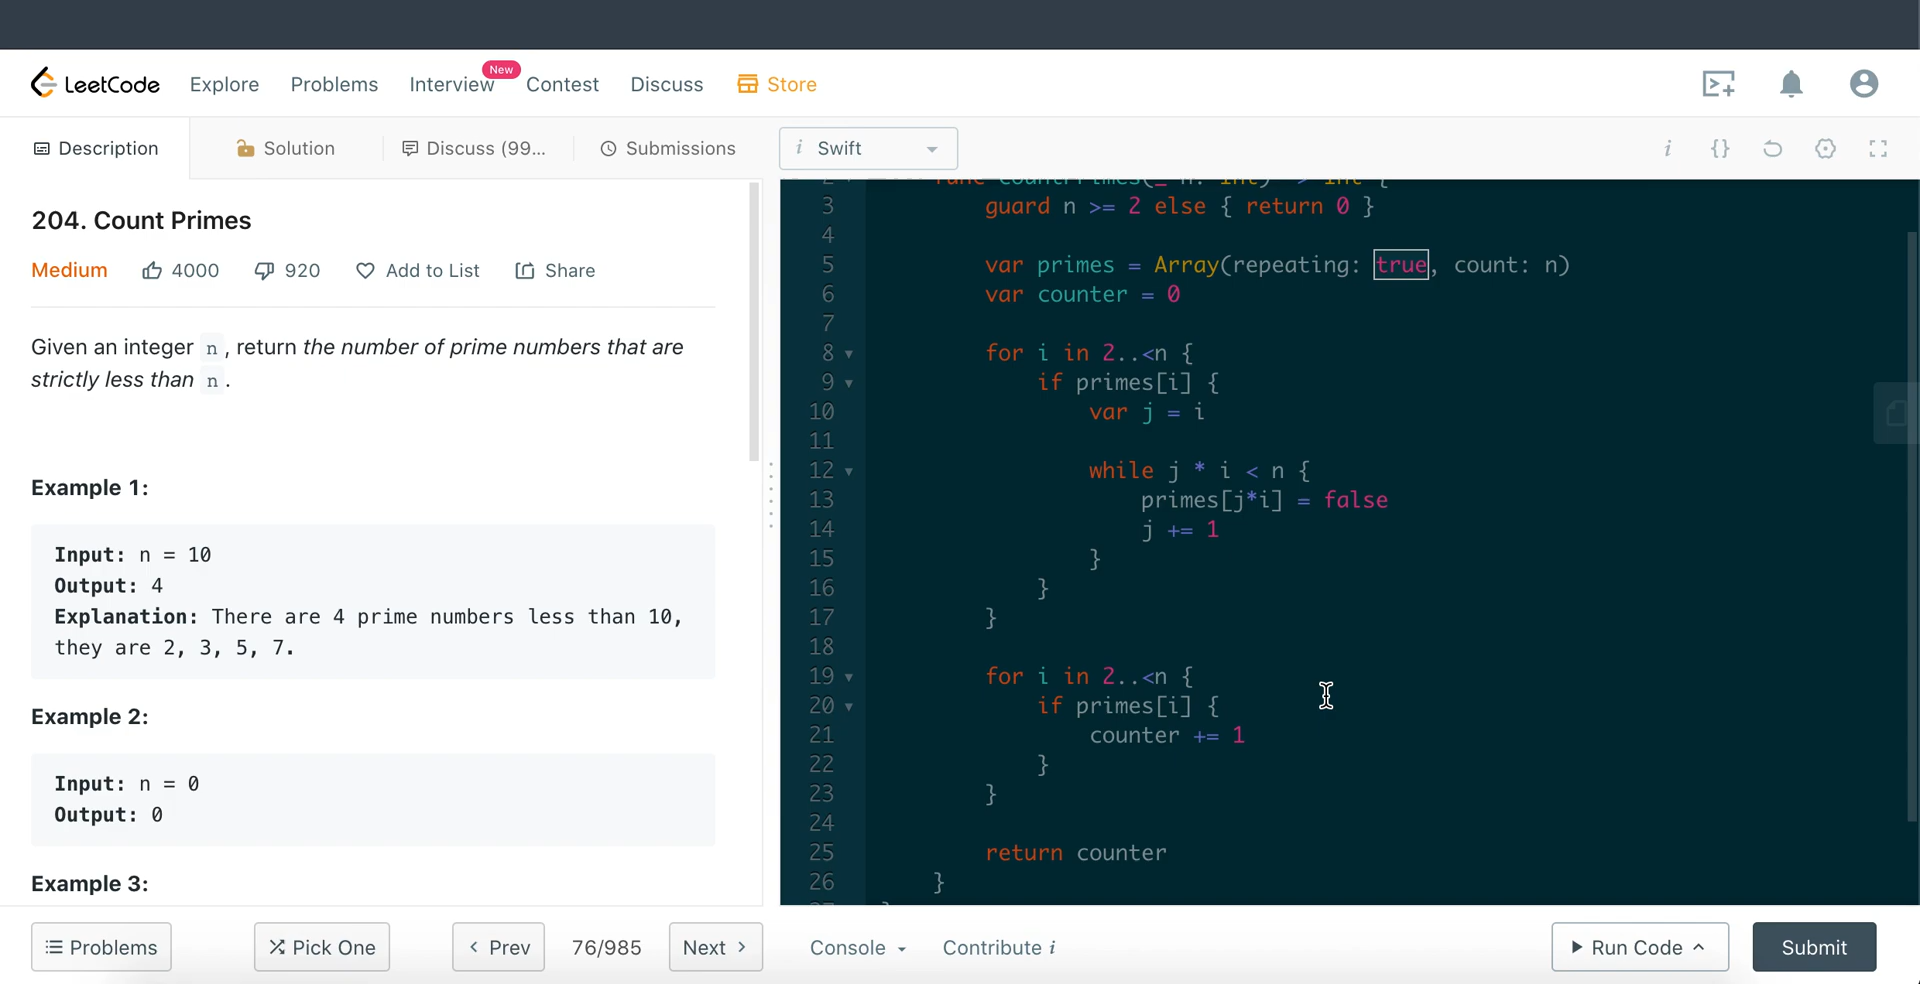 LeetCode Explore Problems Interview New Contest Discuss Store
Description Solution Discuss (99... Submissions i Swift i {}
204. Count Primes
Medium 4000 920 Add to List Share
Given an integer n , return the number of prime numbers that are
strictly less than n .
Example 1:
Input: n = 10
Output: 4
Explanation: There are 4 prime numbers less than 10,
they are 2, 3, 5, 7.
Example 2:
Input: n = 0
Output: 0
Example 3:
2 func countPrimes(_ n: Int) -> Int {
3 guard n >= 2 else { return 0 }
4
5 var primes = Array(repeating: true, count: n)
6 var counter = 0
7
8 for i in 2..<n {
9 if primes[i] {
10 var j = i
11
12 while j * i < n {
13 primes[j*i] = false
14 j += 1
15 }
16 }
17 }
18
19 for i in 2..<n {
20 if primes[i] {
21 counter += 1
22 }
23 }
24
25 return counter
26 }
Problems Pick One < Prev 76/985 Next > Console Contribute i Run Code Submit